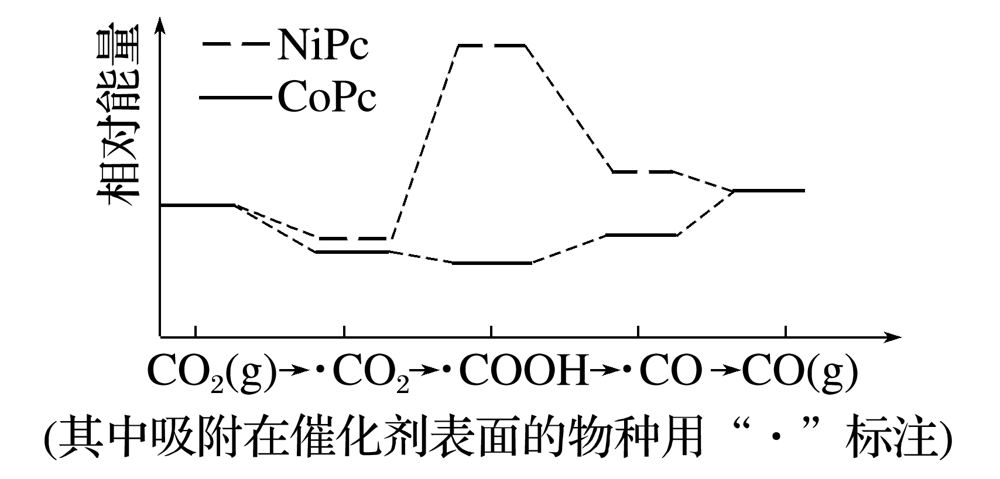 相对能量
NiPc
CoPc
CO₂(g)→·CO₂→·COOH→·CO→CO(g)
(其中吸附在催化剂表面的物种用“·”标注)